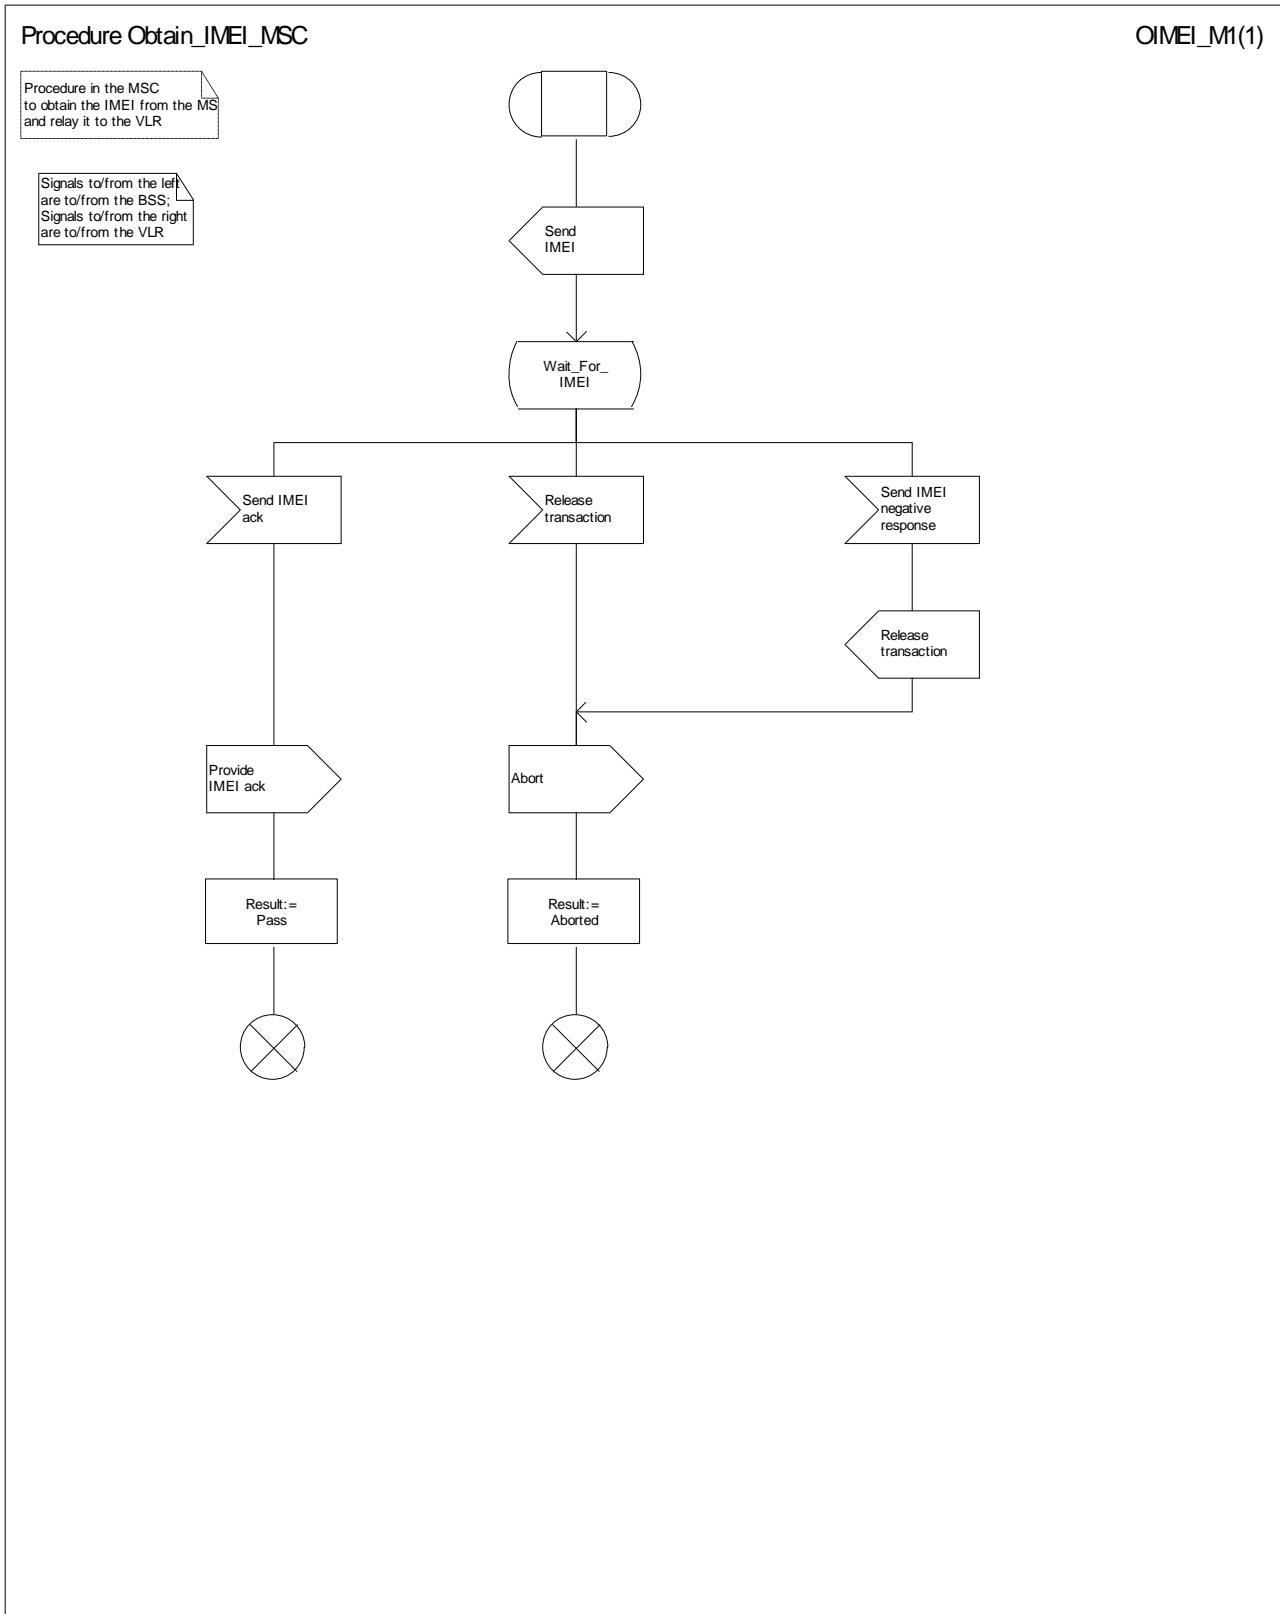 Procedure Obtain_IMEI_MSC
OIMEI_M1(1)
Procedure in the MSC
to obtain the IMEI from the MS
and relay it to the VLR
Signals to/from the left
are to/from the BSS;
Signals to/from the right
are to/from the VLR
Send
IMEI
Wait_For_
IMEI
Send IMEI
ack
Release
transaction
Send IMEI
negative
response
Release
transaction
Provide
IMEI ack
Abort
Result:=
Pass
Result:=
Aborted